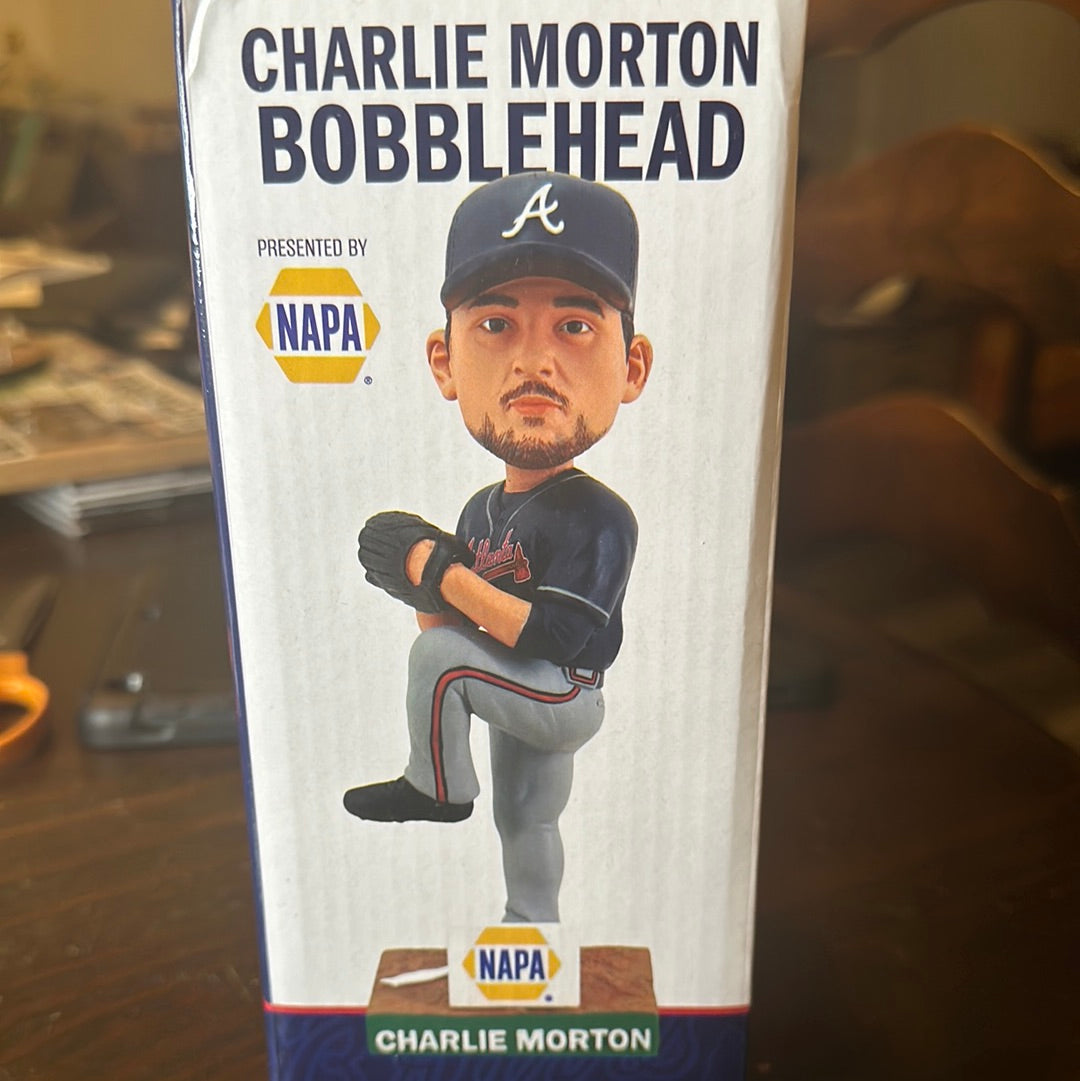 CHARLIE MORTON
BOBBLEHEAD
PRESENTED BY
NAPA
®
A
Atlanta
NAPA
CHARLIE MORTON